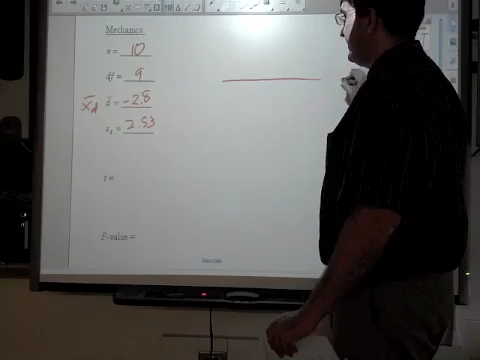 Mechanics:
n = 10
df = 9
x̄d d̄ = -2.8
sd = 2.53
t =
P-value =